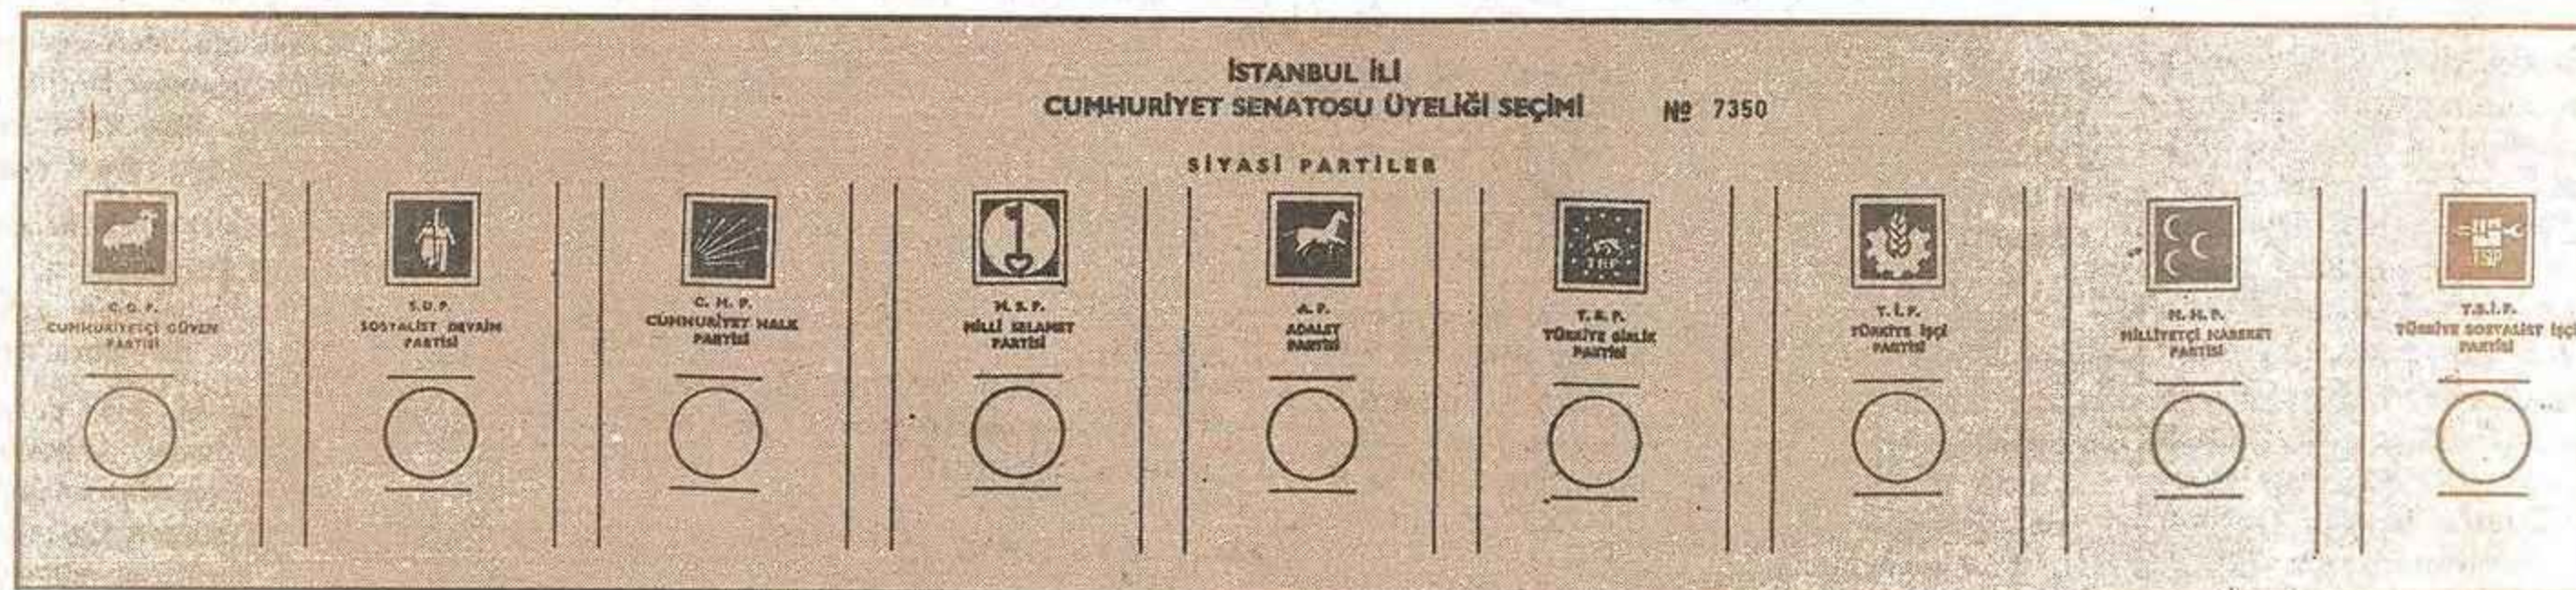 İSTANBUL İLİ
CUMHURİYET SENATOSU ÜYELİĞİ SEÇİMİ № 7350
SİYASİ PARTİLER
C. G. P.
CUMHURİYETÇİ GÜVEN
PARTİSİ
S.D.P.
SOSYALİST DEVRİM
PARTİSİ
C. H. P.
CUMHURİYET HALK
PARTİSİ
M. S. P.
MİLLİ SELAMET
PARTİSİ
A. P.
ADALET
PARTİSİ
TBP
T. B. P.
TÜRKİYE BİRLİK
PARTİSİ
T. İ. P.
TÜRKİYE İŞÇİ
PARTİSİ
M. H. P.
MİLLİYETÇİ HAREKET
PARTİSİ
TSİP
T.S.İ.P.
TÜRKİYE SOSYALİST İŞÇİ
PARTİSİ